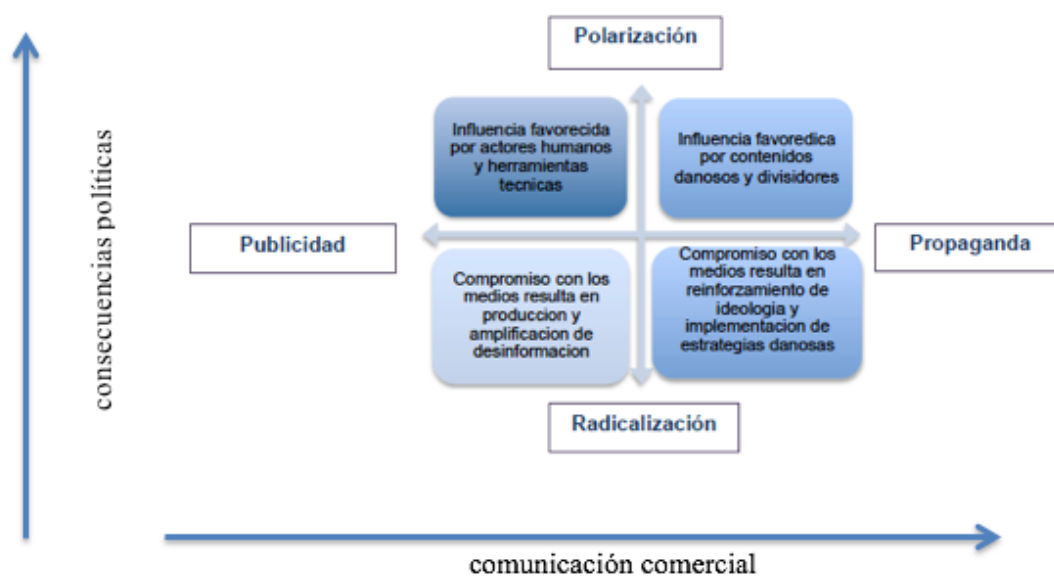 Polarización
Influencia favorecida
por actores humanos
y herramientas
tecnicas
Influencia favoredica
por contenidos
danosos y divisidores
consecuencias políticas
Publicidad
Propaganda
Compromiso con los
medios resulta en
produccion y
amplificacion de
desinformacion
Compromiso con los
medios resulta en
reinforzamiento de
ideologia y
implementacion de
estrategias danosas
Radicalización
comunicación comercial